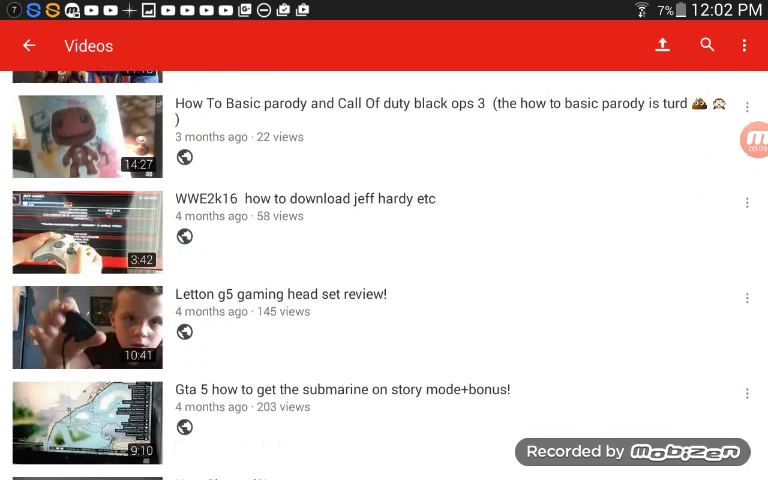 7
7% 12:02 PM
Videos
How To Basic parody and Call Of duty black ops 3 (the how to basic parody is turd 💩 🙊
)
3 months ago · 22 views
14:27
00:09
WWE2k16 how to download jeff hardy etc
4 months ago · 58 views
3:42
Letton g5 gaming head set review!
4 months ago · 145 views
10:41
Gta 5 how to get the submarine on story mode+bonus!
4 months ago · 203 views
9:10
Recorded by mobizen